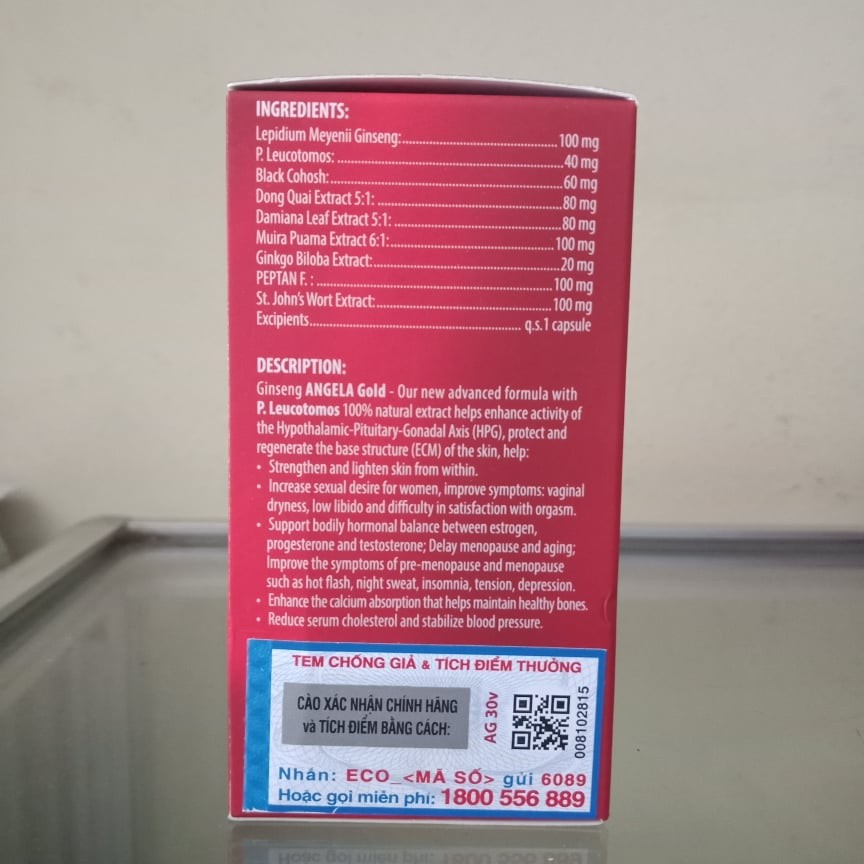 INGREDIENTS:
Lepidium Meyenii Ginseng:........................................100 mg
P. Leucotomos: ..........................................................40 mg
Black Cohosh:............................................................60 mg
Dong Quai Extract 5:1: ................................................80 mg
Damiana Leaf Extract 5:1: ...........................................80 mg
Muira Puama Extract 6:1:...........................................100 mg
Ginkgo Biloba Extract:.................................................20 mg
PEPTAN F. : .............................................................100 mg
St. John's Wort Extract:..............................................100 mg
Excipients....................................................... q.s.1 capsule
DESCRIPTION:
Ginseng ANGELA Gold - Our new advanced formula with
P. Leucotomos 100% natural extract helps enhance activity of
the Hypothalamic-Pituitary-Gonadal Axis (HPG), protect and
regenerate the base structure (ECM) of the skin, help:
• Strengthen and lighten skin from within.
• Increase sexual desire for women, improve symptoms: vaginal
dryness, low libido and difficulty in satisfaction with orgasm.
• Support bodily hormonal balance between estrogen,
progesterone and testosterone; Delay menopause and aging;
Improve the symptoms of pre-menopause and menopause
such as hot flash, night sweat, insomnia, tension, depression.
• Enhance the calcium absorption that helps maintain healthy bones.
• Reduce serum cholesterol and stabilize blood pressure.
TEM CHỐNG GIẢ & TÍCH ĐIỂM THƯỞNG
CÀO XÁC NHẬN CHÍNH HÃNG
và TÍCH ĐIỂM BẰNG CÁCH:
AG 30v
008102815
Nhắn: ECO_<MÃ SỐ> gửi 6089
Hoặc gọi miễn phí: 1800 556 889